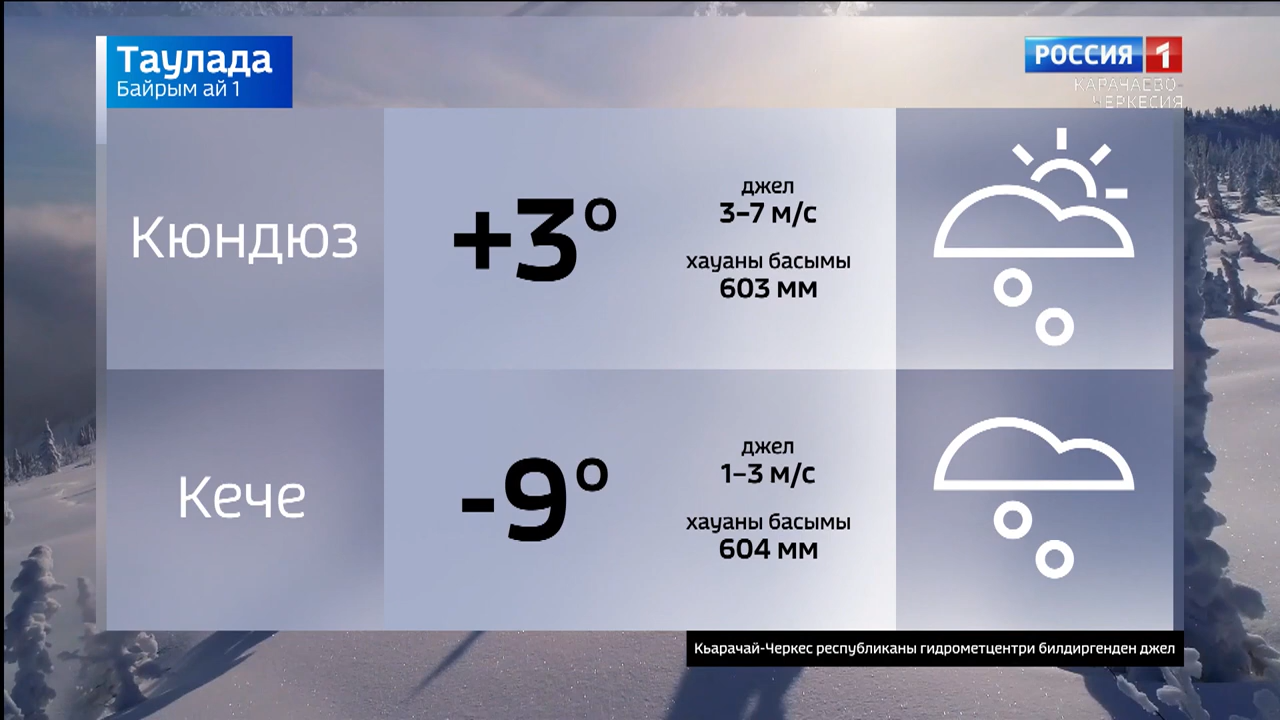 Таулада
Байрым ай 1
РОССИЯ 1
КАРАЧАЕВО-
ЧЕРКЕСИЯ
Кюндюз
+3°
джел
3-7 м/с
хауаны басымы
603 мм
Кече
-9°
джел
1-3 м/с
хауаны басымы
604 мм
Кьарачай-Черкес республиканы гидрометцентри билдиргенден джел